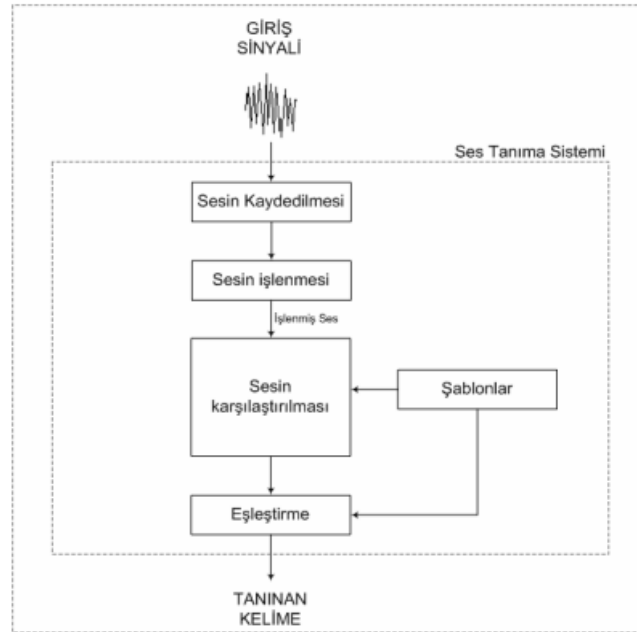 GİRİŞ
SİNYALİ
Ses Tanıma Sistemi
Sesin Kaydedilmesi
Sesin işlenmesi
İşlenmiş Ses
Sesin
karşılaştırılması
Şablonlar
Eşleştirme
TANINAN
KELİME